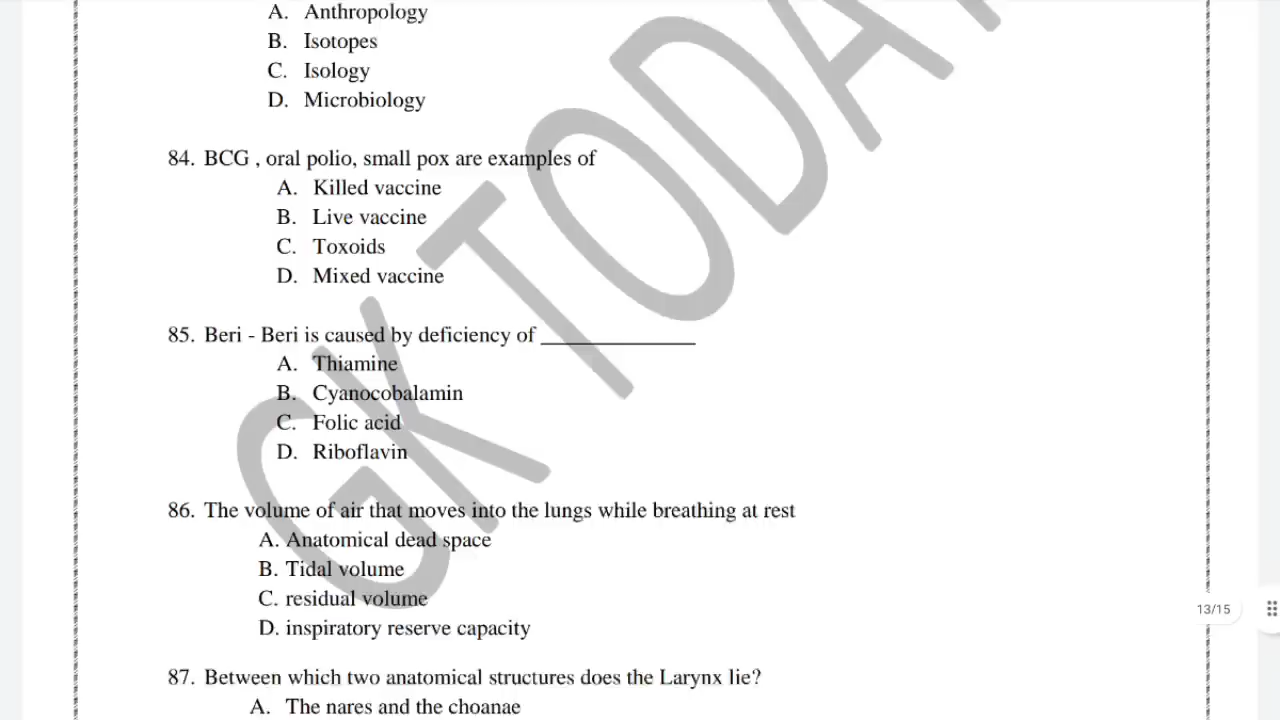 A. Anthropology
B. Isotopes
C. Isology
D. Microbiology
84. BCG , oral polio, small pox are examples of
A. Killed vaccine
B. Live vaccine
C. Toxoids
D. Mixed vaccine
85. Beri - Beri is caused by deficiency of ______________
A. Thiamine
B. Cyanocobalamin
C. Folic acid
D. Riboflavin
86. The volume of air that moves into the lungs while breathing at rest
A. Anatomical dead space
B. Tidal volume
C. residual volume
D. inspiratory reserve capacity
13/15
87. Between which two anatomical structures does the Larynx lie?
A. The nares and the choanae
GK TODAY